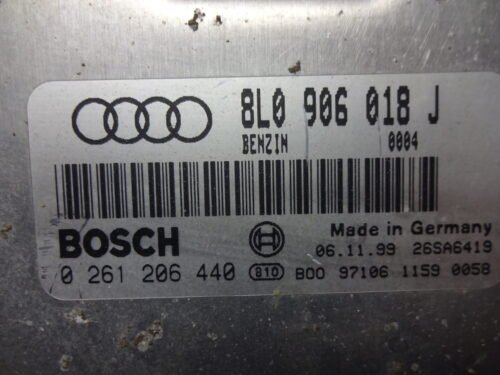 8L0 906 018 J
BENZIN 0004
BOSCH
Made in Germany
06.11.99 26SA6419
0 261 206 440 810 B00 97106 1159 0058